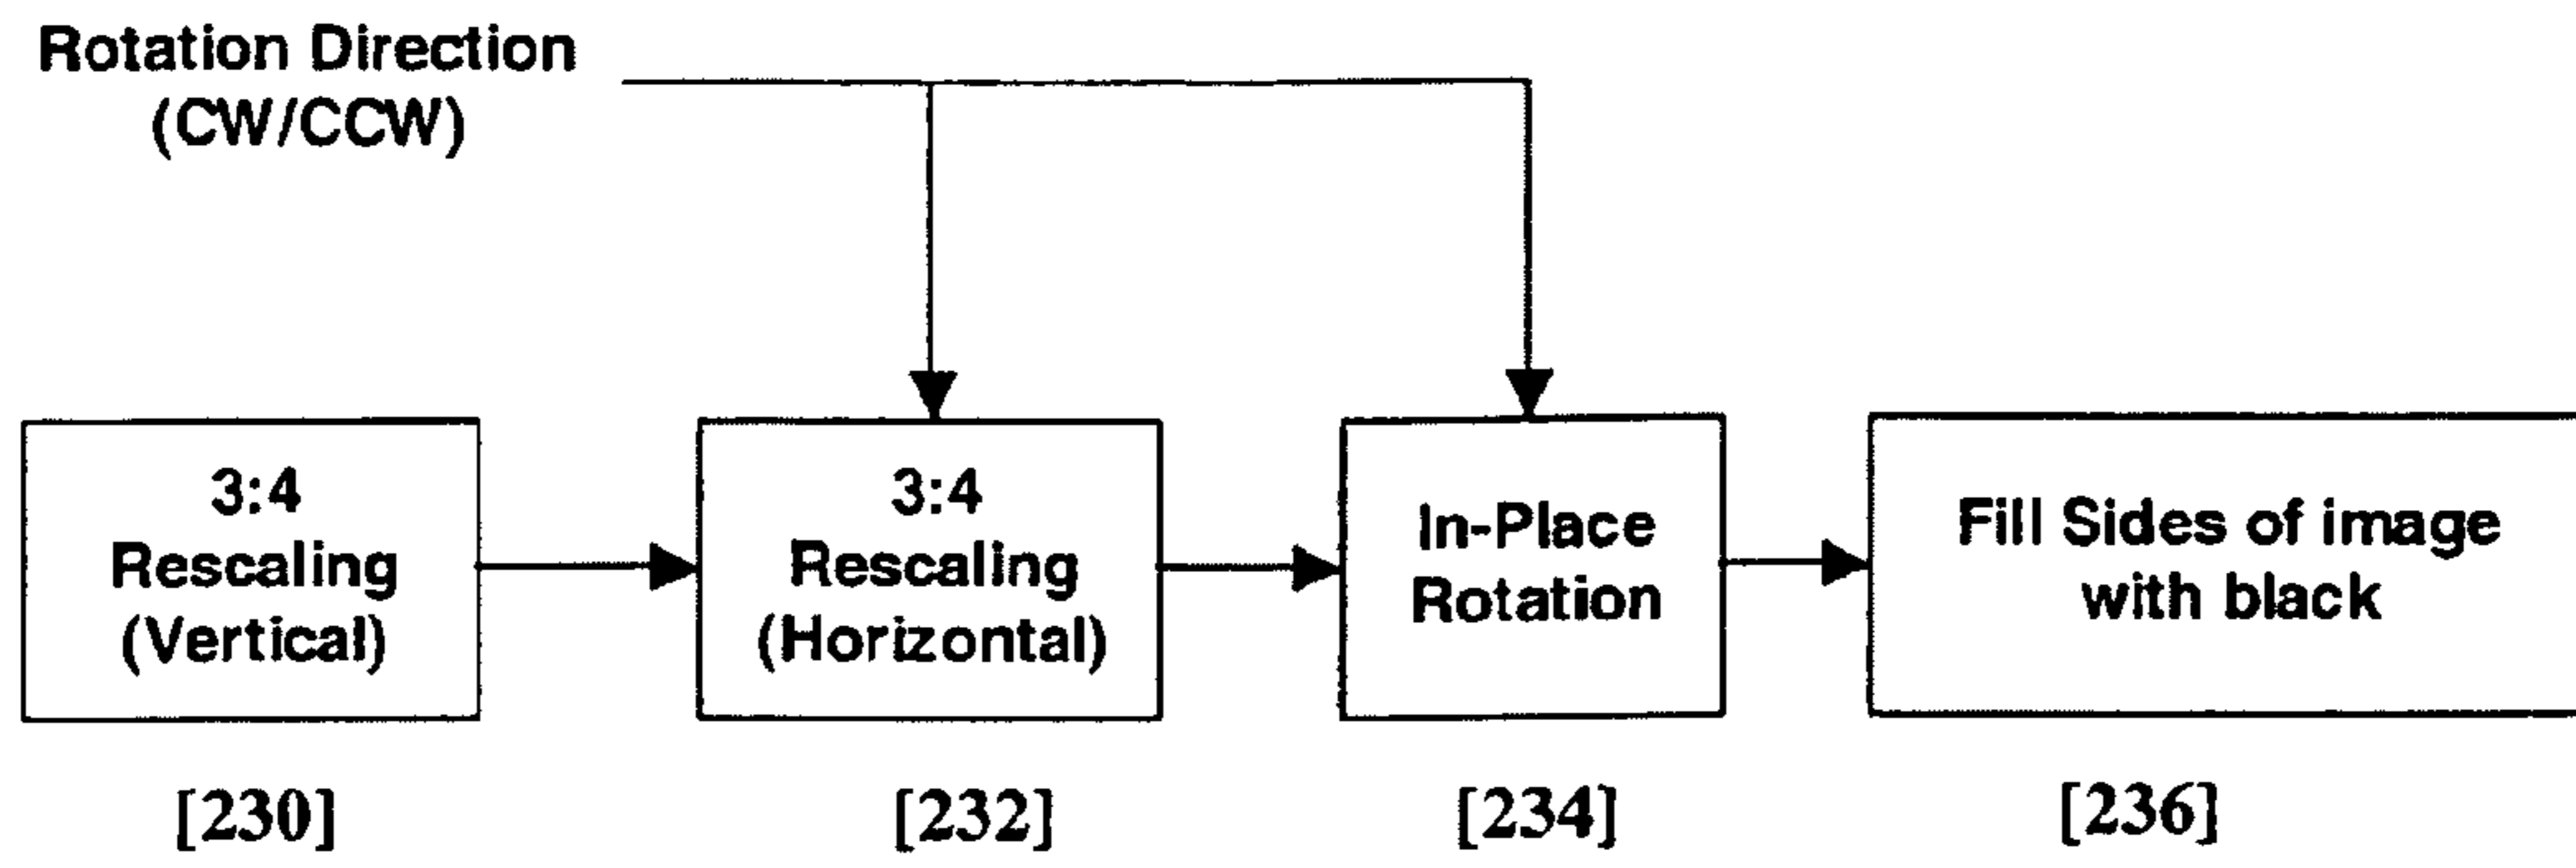 Rotation Direction
(CW/CCW)
3:4
Rescaling
(Vertical)
3:4
Rescaling
(Horizontal)
In-Place
Rotation
Fill Sides of image
with black
[230]
[232]
[234]
[236]